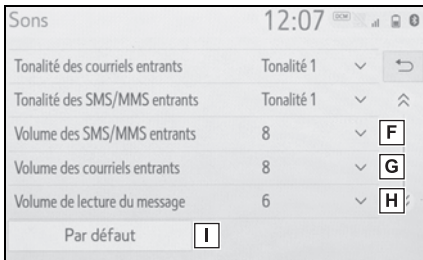 Sons 12:07 DCM
Tonalité des courriels entrants Tonalité 1
Tonalité des SMS/MMS entrants Tonalité 1
Volume des SMS/MMS entrants 8 F
Volume des courriels entrants 8 G
Volume de lecture du message 6 H
Par défaut I